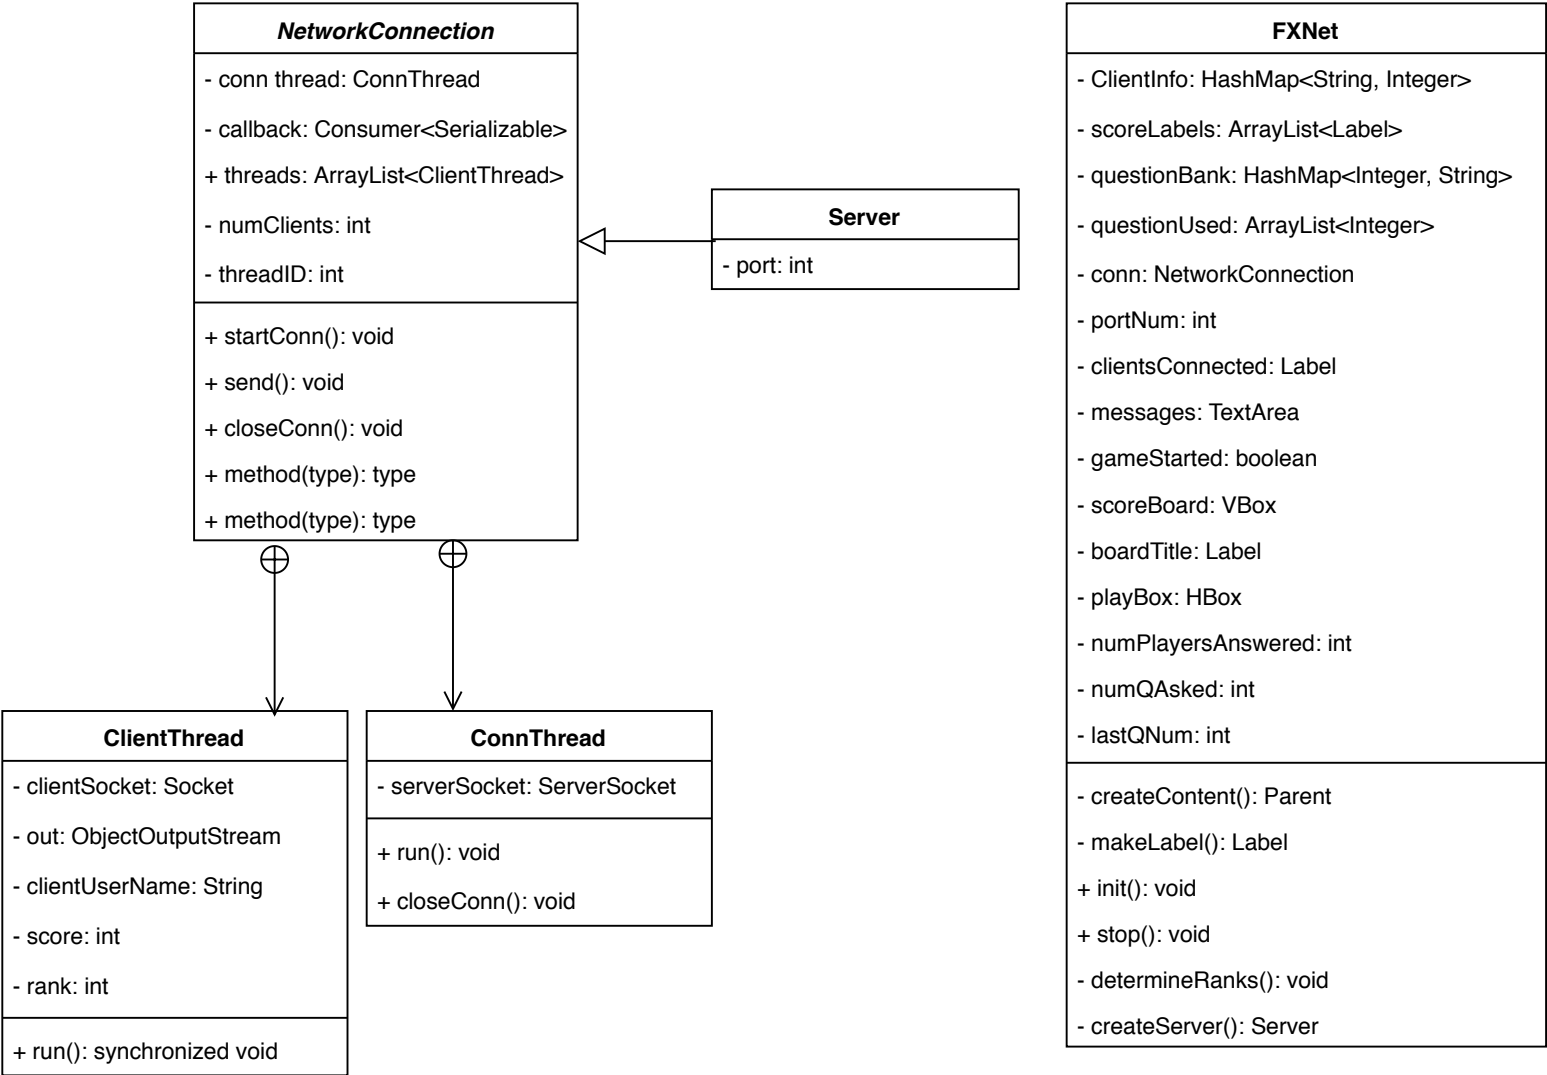 NetworkConnection
- conn thread: ConnThread
- callback: Consumer<Serializable>
+ threads: ArrayList<ClientThread>
- numClients: int
- threadID: int
+ startConn(): void
+ send(): void
+ closeConn(): void
+ method(type): type
+ method(type): type
Server
- port: int
FXNet
- ClientInfo: HashMap<String, Integer>
- scoreLabels: ArrayList<Label>
- questionBank: HashMap<Integer, String>
- questionUsed: ArrayList<Integer>
- conn: NetworkConnection
- portNum: int
- clientsConnected: Label
- messages: TextArea
- gameStarted: boolean
- scoreBoard: VBox
- boardTitle: Label
- playBox: HBox
- numPlayersAnswered: int
- numQAsked: int
- lastQNum: int
- createContent(): Parent
- makeLabel(): Label
+ init(): void
+ stop(): void
- determineRanks(): void
- createServer(): Server
ClientThread
- clientSocket: Socket
- out: ObjectOutputStream
- clientUserName: String
- score: int
- rank: int
+ run(): synchronized void
ConnThread
- serverSocket: ServerSocket
+ run(): void
+ closeConn(): void